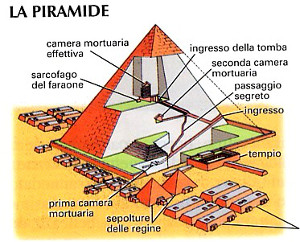 LA PIRAMIDE
camera mortuaria
effettiva
ingresso della tomba
seconda camera
mortuaria
sarcofago
del faraone
passaggio
segreto
ingresso
tempio
prima camera
mortuaria
sepolture
delle regine